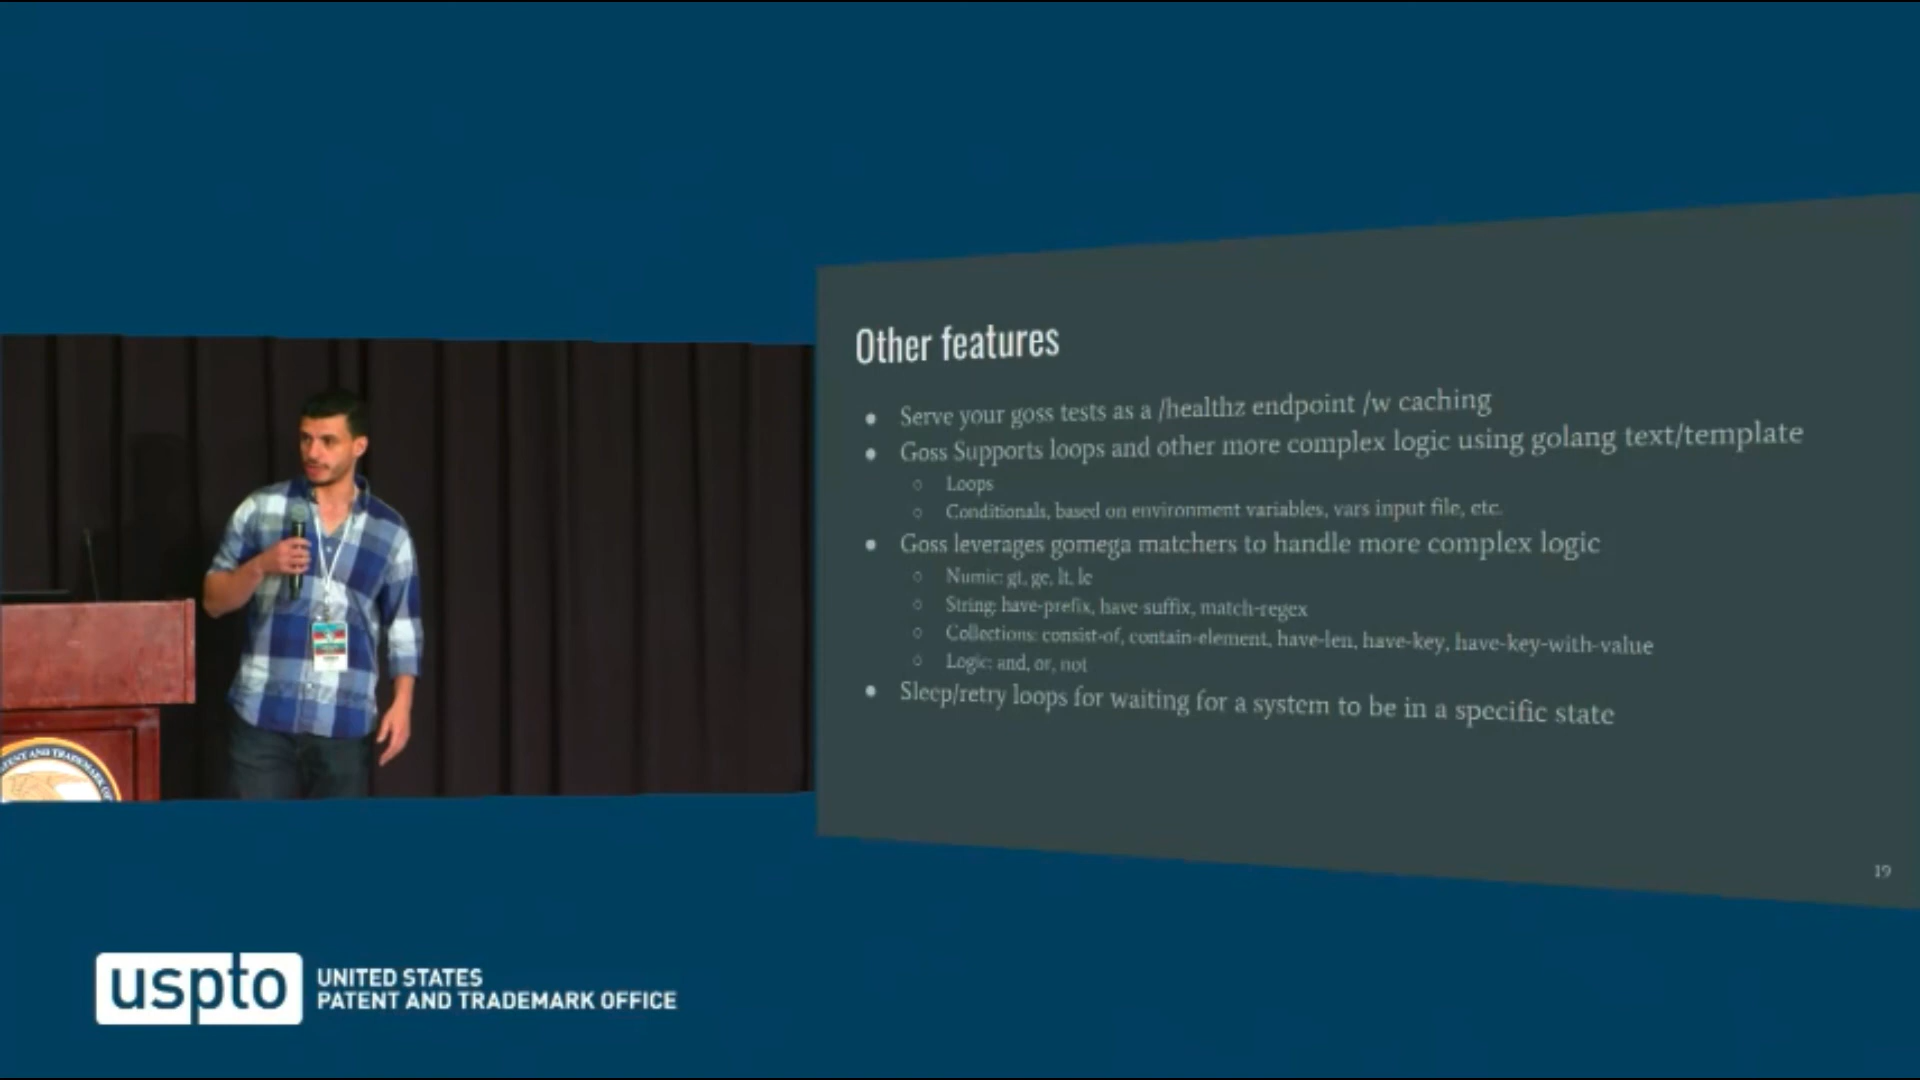 Other features
● Serve your goss tests as a /healthz endpoint /w caching
● Goss Supports loops and other more complex logic using golang text/template
○ Loops
○ Conditionals, based on environment variables, vars input file, etc.
● Goss leverages gomega matchers to handle more complex logic
○ Numic: gt, ge, lt, le
○ String: have-prefix, have-suffix, match-regex
○ Collections: consist-of, contain-element, have-len, have-key, have-key-with-value
○ Logic: and, or, not
● Sleep/retry loops for waiting for a system to be in a specific state
19
PATENT AND TRADEMARK
uspto UNITED STATES
PATENT AND TRADEMARK OFFICE